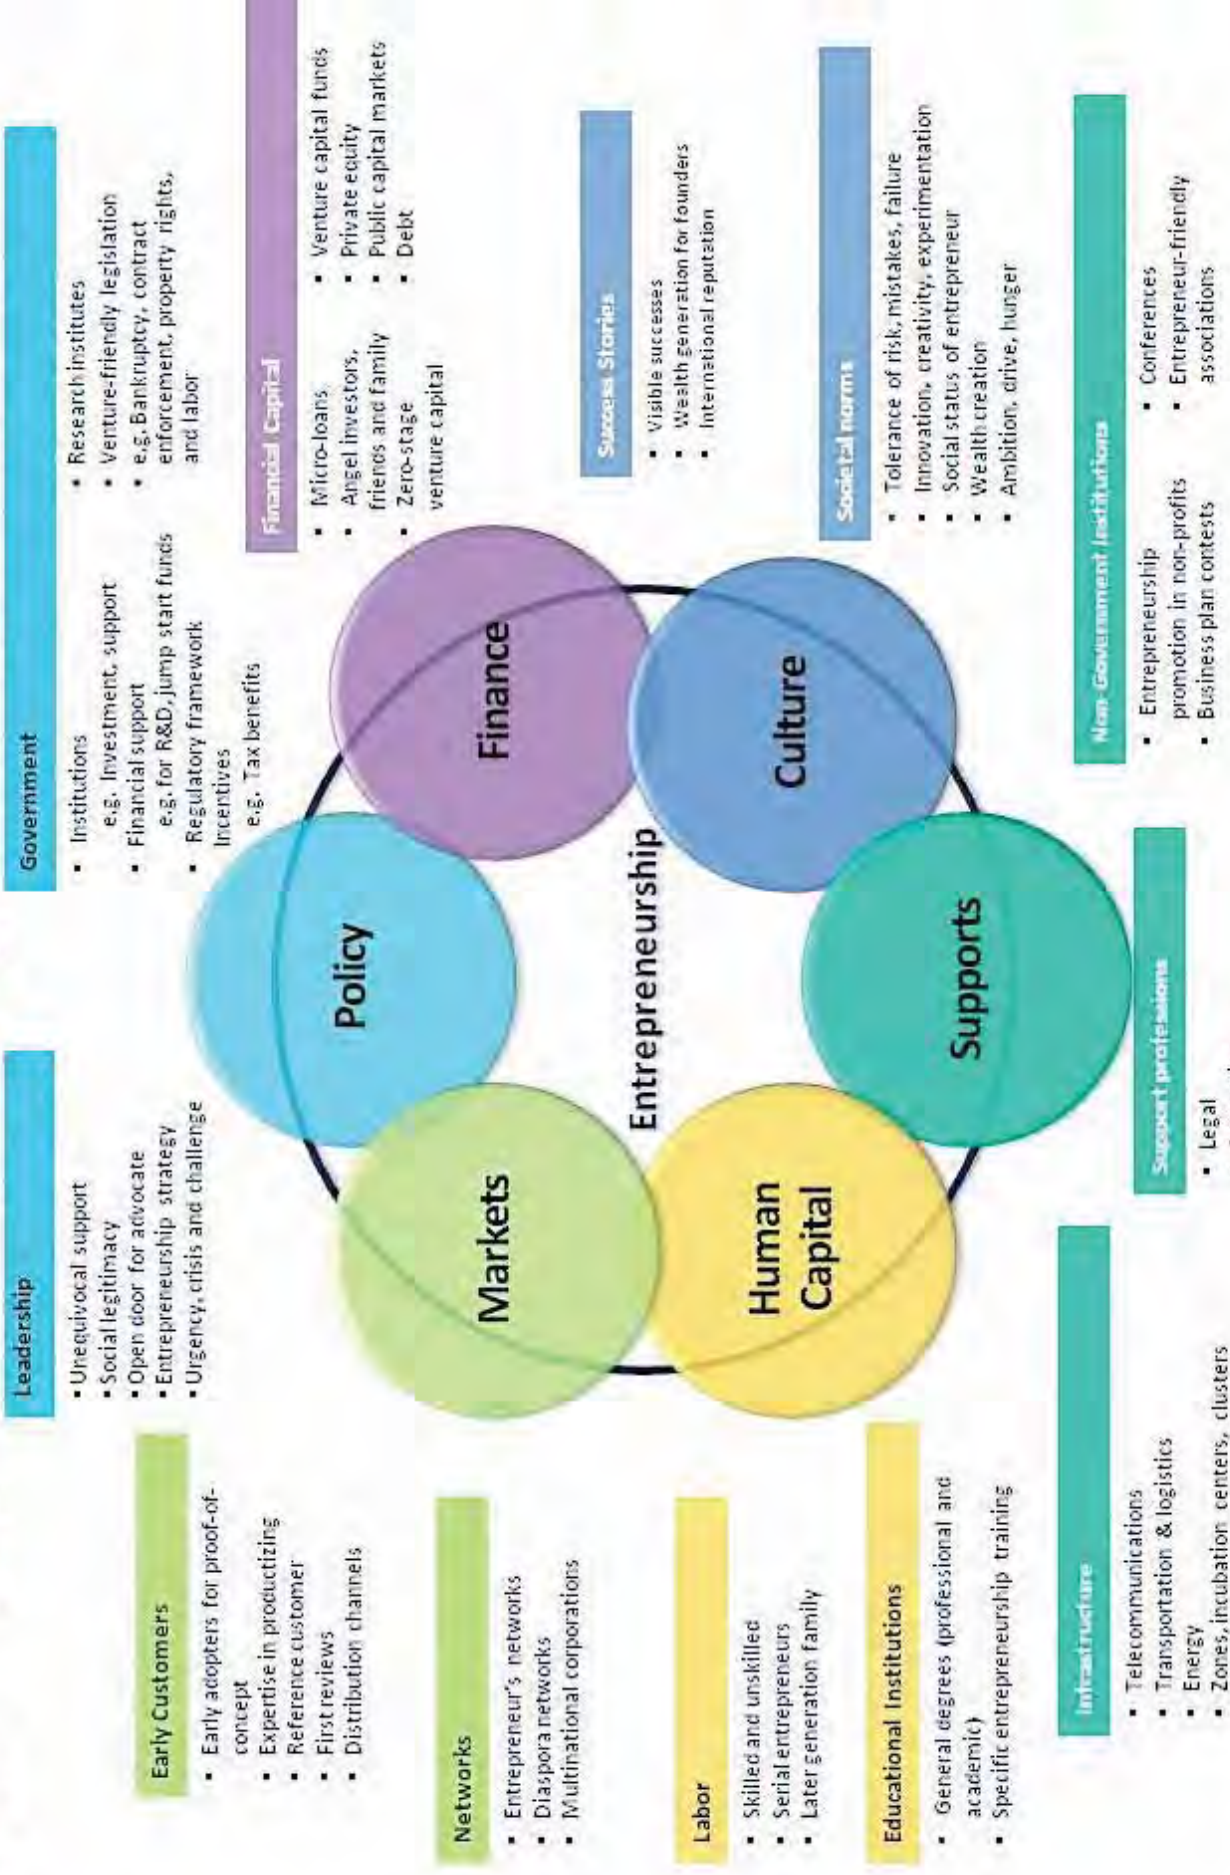 Leadership
▪ Unequivocal support
▪ Social legitimacy
▪ Open door for advocate
▪ Entrepreneurship strategy
▪ Urgency, crisis and challenge
Government
▪ Institutions
e.g. Investment, support
▪ Financial support
e.g. for R&D, jump start funds
▪ Regulatory framework
Incentives
e.g. Tax benefits
▪ Research institutes
▪ Venture-friendly legislation
▪ e.g. Bankruptcy, contract
enforcement, property rights,
and labor
Early Customers
▪ Early adopters for proof-of-
concept
▪ Expertise in productizing
▪ Reference customer
▪ First reviews
▪ Distribution channels
Financial Capital
▪ Micro-loans
▪ Angel investors,
friends and family
▪ Zero-stage
venture capital
▪ Venture capital funds
▪ Private equity
▪ Public capital markets
▪ Debt
Networks
▪ Entrepreneur's networks
▪ Diaspora networks
▪ Multinational corporations
Policy
Markets
Finance
Entrepreneurship
Human
Capital
Culture
Supports
Success Stories
▪ Visible successes
▪ Wealth generation for founders
▪ International reputation
Labor
▪ Skilled and unskilled
▪ Serial entrepreneurs
▪ Later generation family
Societal norms
▪ Tolerance of risk, mistakes, failure
▪ Innovation, creativity, experimentation
▪ Social status of entrepreneur
▪ Wealth creation
▪ Ambition, drive, hunger
Educational Institutions
▪ General degrees (professional and
academic)
▪ Specific entrepreneurship training
Infrastructure
▪ Telecommunications
▪ Transportation & logistics
▪ Energy
▪ Zones, incubation centers, clusters
Support professions
▪ Legal
Non-Government Institutions
▪ Entrepreneurship
promotion in non-profits
▪ Business plan contests
▪ Conferences
▪ Entrepreneur-friendly
associations